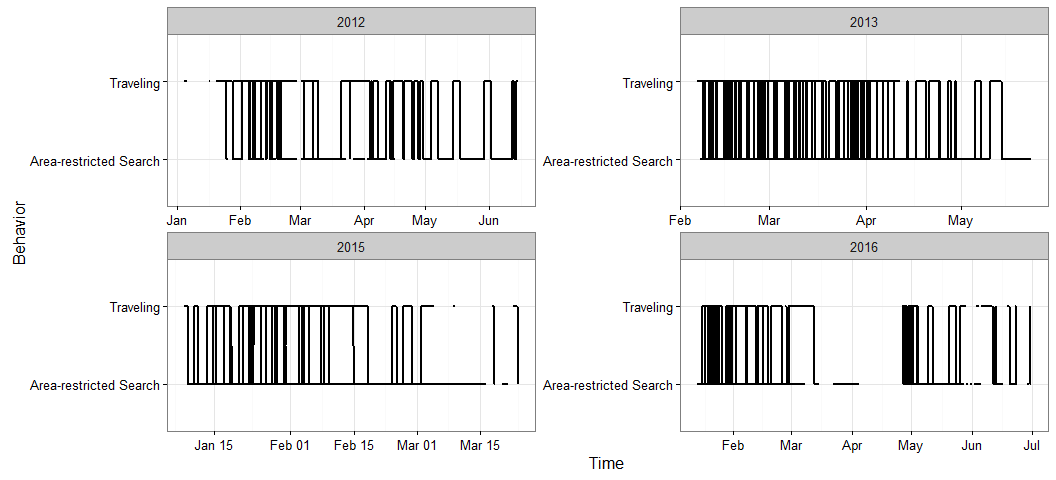 2012
2013
Traveling
Area-restricted Search
Traveling
Area-restricted Search
Jan Feb Mar Apr May Jun
Feb Mar Apr May
Behavior
2015
2016
Traveling
Area-restricted Search
Traveling
Area-restricted Search
Jan 15 Feb 01 Feb 15 Mar 01 Mar 15
Feb Mar Apr May Jun Jul
Time